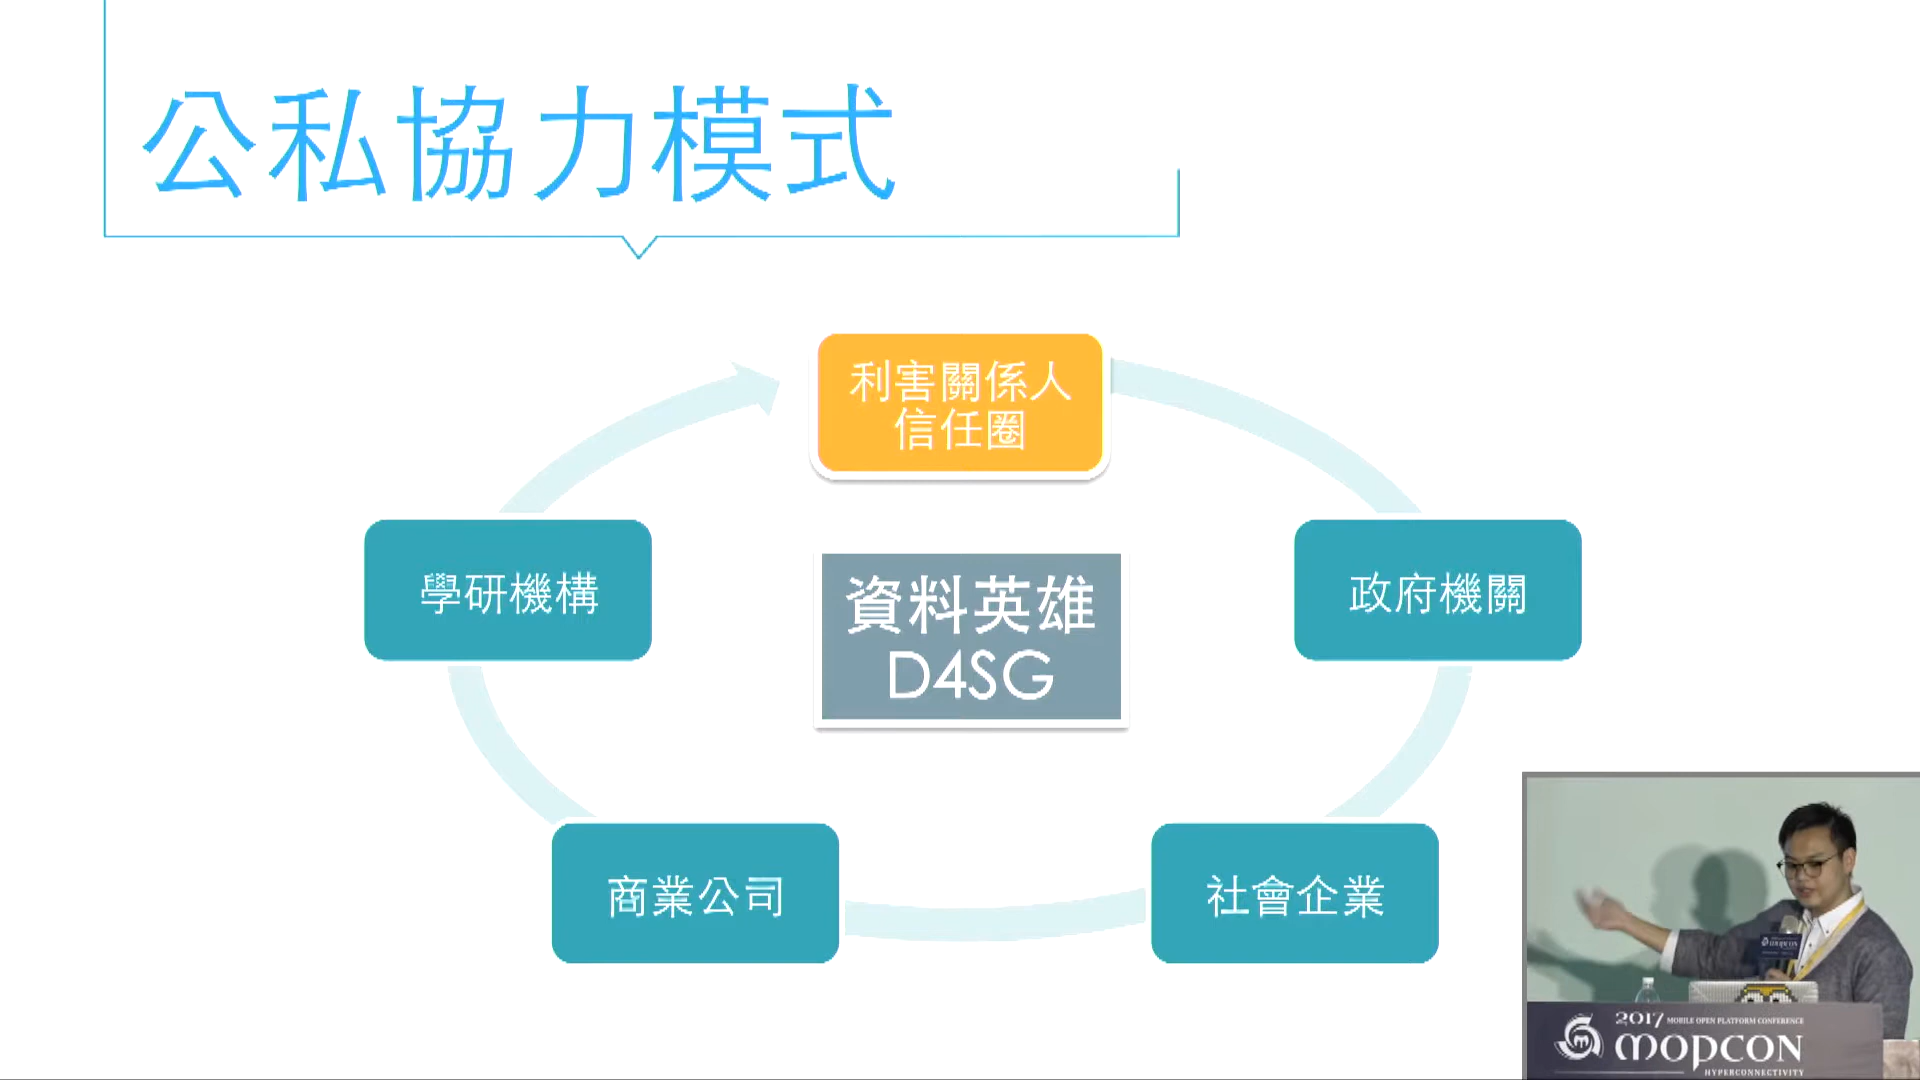 公私協力模式
利害關係人
信任圈
學研機構
政府機關
資料英雄
D4SG
商業公司
社會企業
mopcon
2017 MOBILE OPEN PLATFORM CONFERENCE
mopcon
HYPERCONNECTIVITY